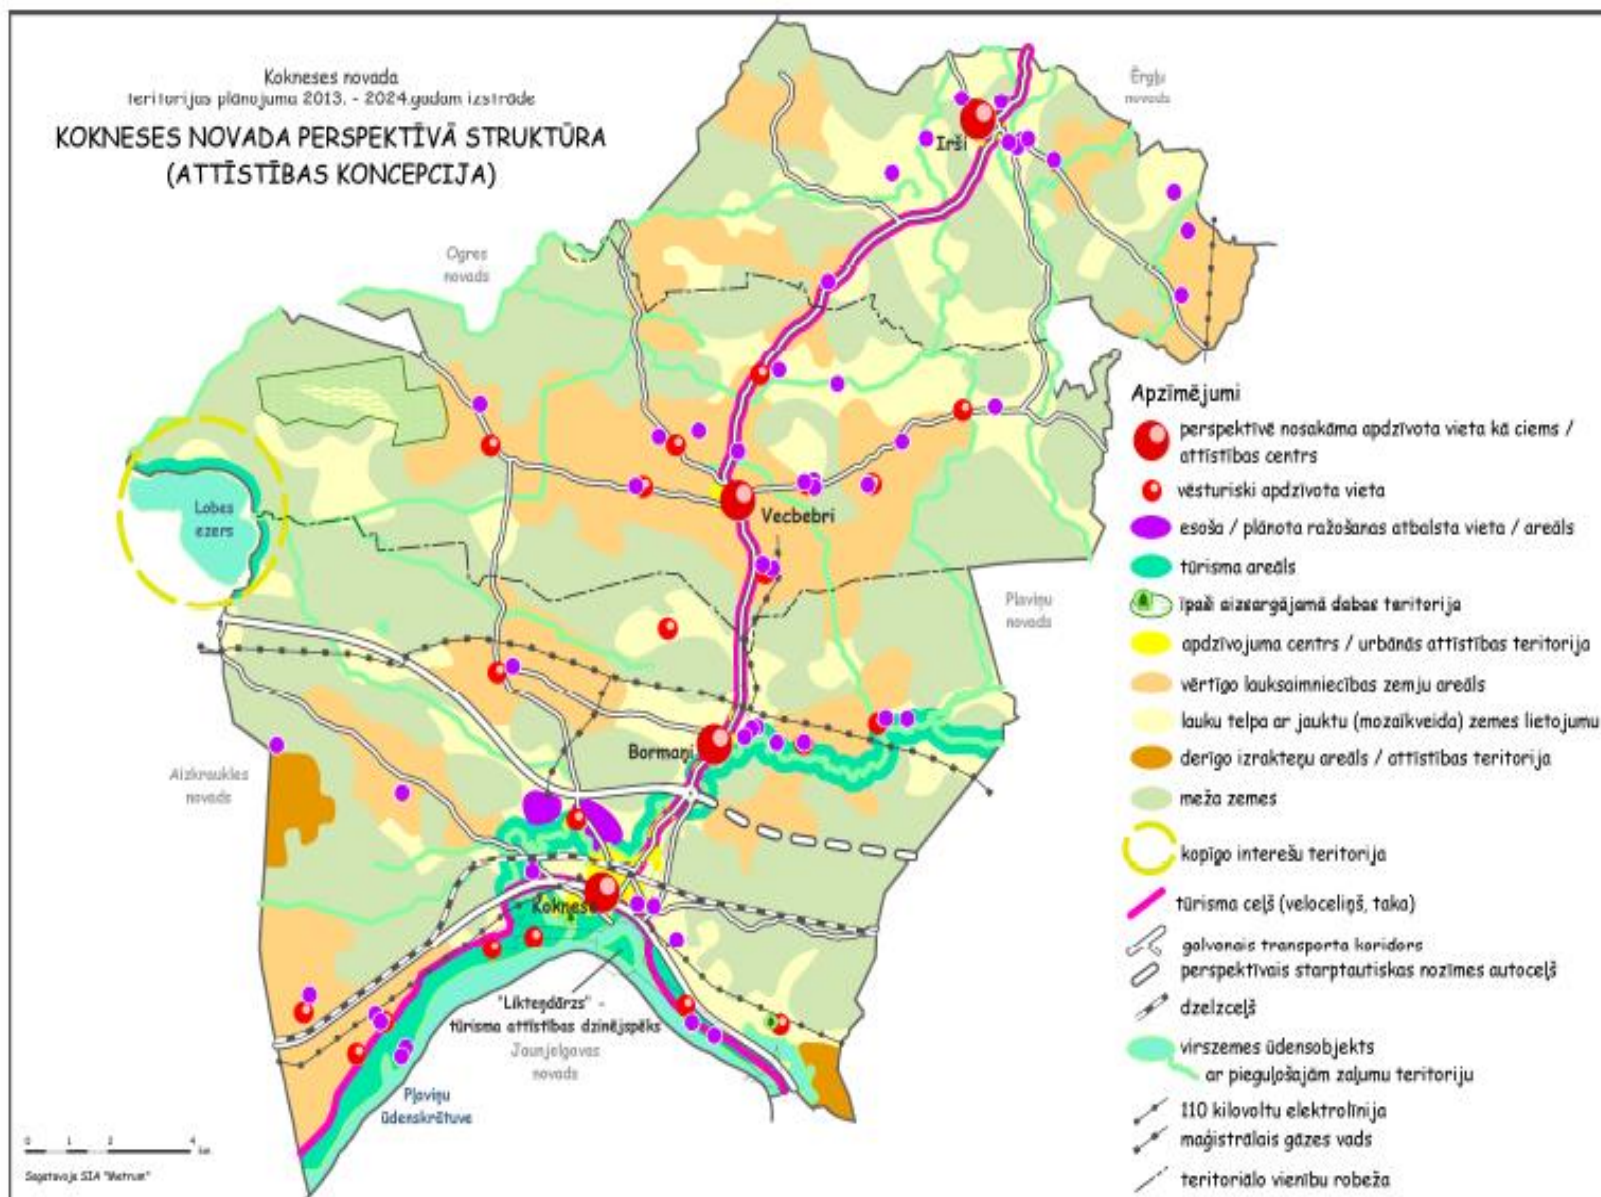 Kokneses novada
teritorijas plānojuma 2013. - 2024.gadam izstrāde
KOKNESES NOVADA PERSPEKTĪVĀ STRUKTŪRA
(ATTĪSTĪBAS KONCEPCIJA)
Ērgļu
novads
Irši
Ogres
novads
Lobes
ezers
Vecbebri
Pļaviņu
novads
Bormaņi
Aizkraukles
novads
Koknese
"Likteņdārzs" -
tūrisma attīstības dzinējspēks
Jaunjelgavas
novads
Pļaviņu
ūdenskrātuve
Apzīmējumi
perspektīvē nosakāma apdzīvota vieta kā ciems /
attīstības centrs
vēsturiski apdzīvota vieta
esoša / plānota ražošanas atbalsta vieta / areāls
tūrisma areāls
īpaši aizsargājamā dabas teritorija
apdzīvojuma centrs / urbānās attīstības teritorija
vērtīgo lauksaimniecības zemju areāls
lauku telpa ar jauktu (mozaīkveida) zemes lietojumu
derīgo izrakteņu areāls / attīstības teritorija
meža zemes
kopīgo interešu teritorija
tūrisma ceļš (veloceliņš, taka)
galvenais transporta koridors
perspektīvais starptautiskas nozīmes autoceļš
dzelzceļš
virszemes ūdensobjekts
ar pieguļošajām zaļumu teritoriju
110 kilovoltu elektrolīnija
maģistrālais gāzes vads
teritoriālo vienību robeža
0 1 2 4
km
Sagatavoja SIA "Metrum"